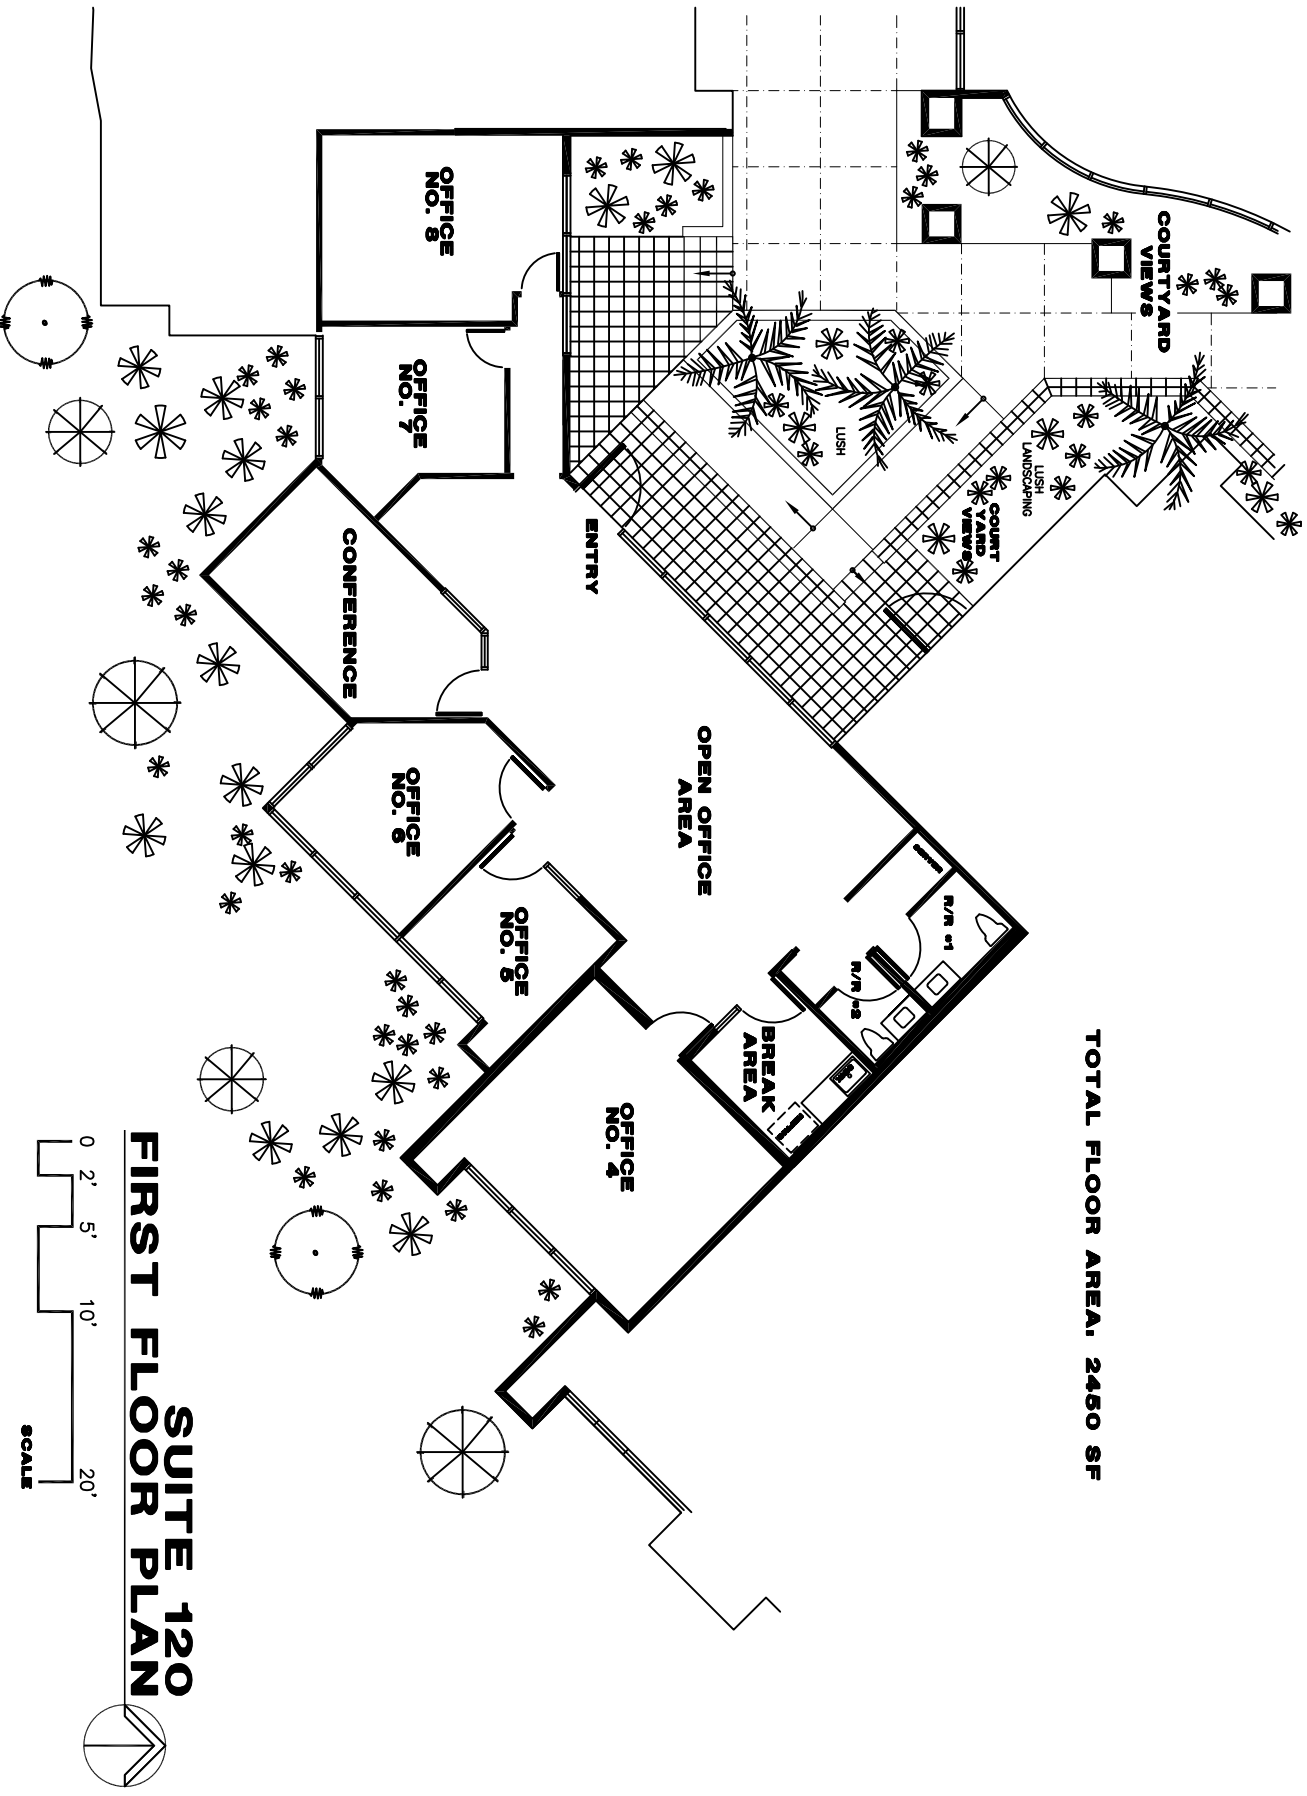 TOTAL FLOOR AREA. 2450 SF
COURTYARD
VIEWS
COURT
YARD
VIEWS
LUSH
LANDSCAPING
LUSH
R/R #1
R/R #2
BREAK
AREA
OPEN OFFICE
AREA
OFFICE
NO. 4
ENTRY
OFFICE
NO. 5
OFFICE
NO. 8
OFFICE
NO. 7
OFFICE
NO. 6
CONFERENCE
SUITE 120
FIRST FLOOR PLAN
0 2' 5' 10' 20'
SCALE